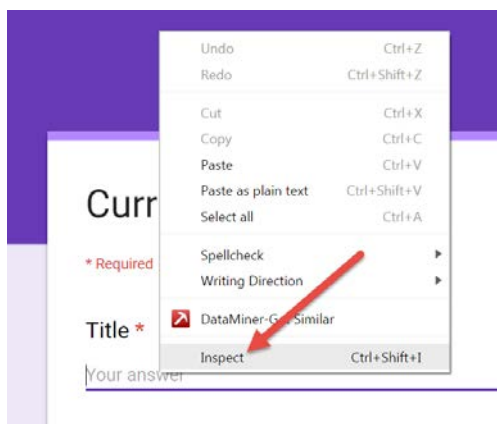 Undo Ctrl+Z
Redo Ctrl+Shift+Z
Cut Ctrl+X
Copy Ctrl+C
Paste Ctrl+V
Paste as plain text Ctrl+Shift+V
Select all Ctrl+A
Curr
* Required
Spellcheck
Writing Direction
DataMiner-G Similar
Title *
Inspect Ctrl+Shift+I
Your answer